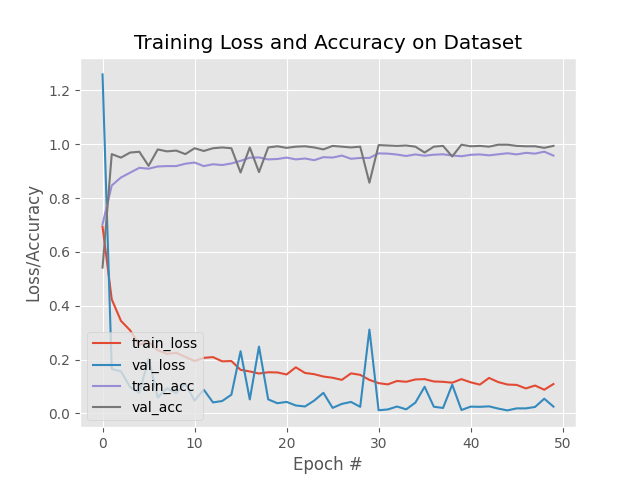 Training Loss and Accuracy on Dataset
Loss/Accuracy
1.2
1.0
0.8
0.6
0.4
0.2
0.0
train_loss
val_loss
train_acc
val_acc
0 10 20 30 40 50
Epoch #